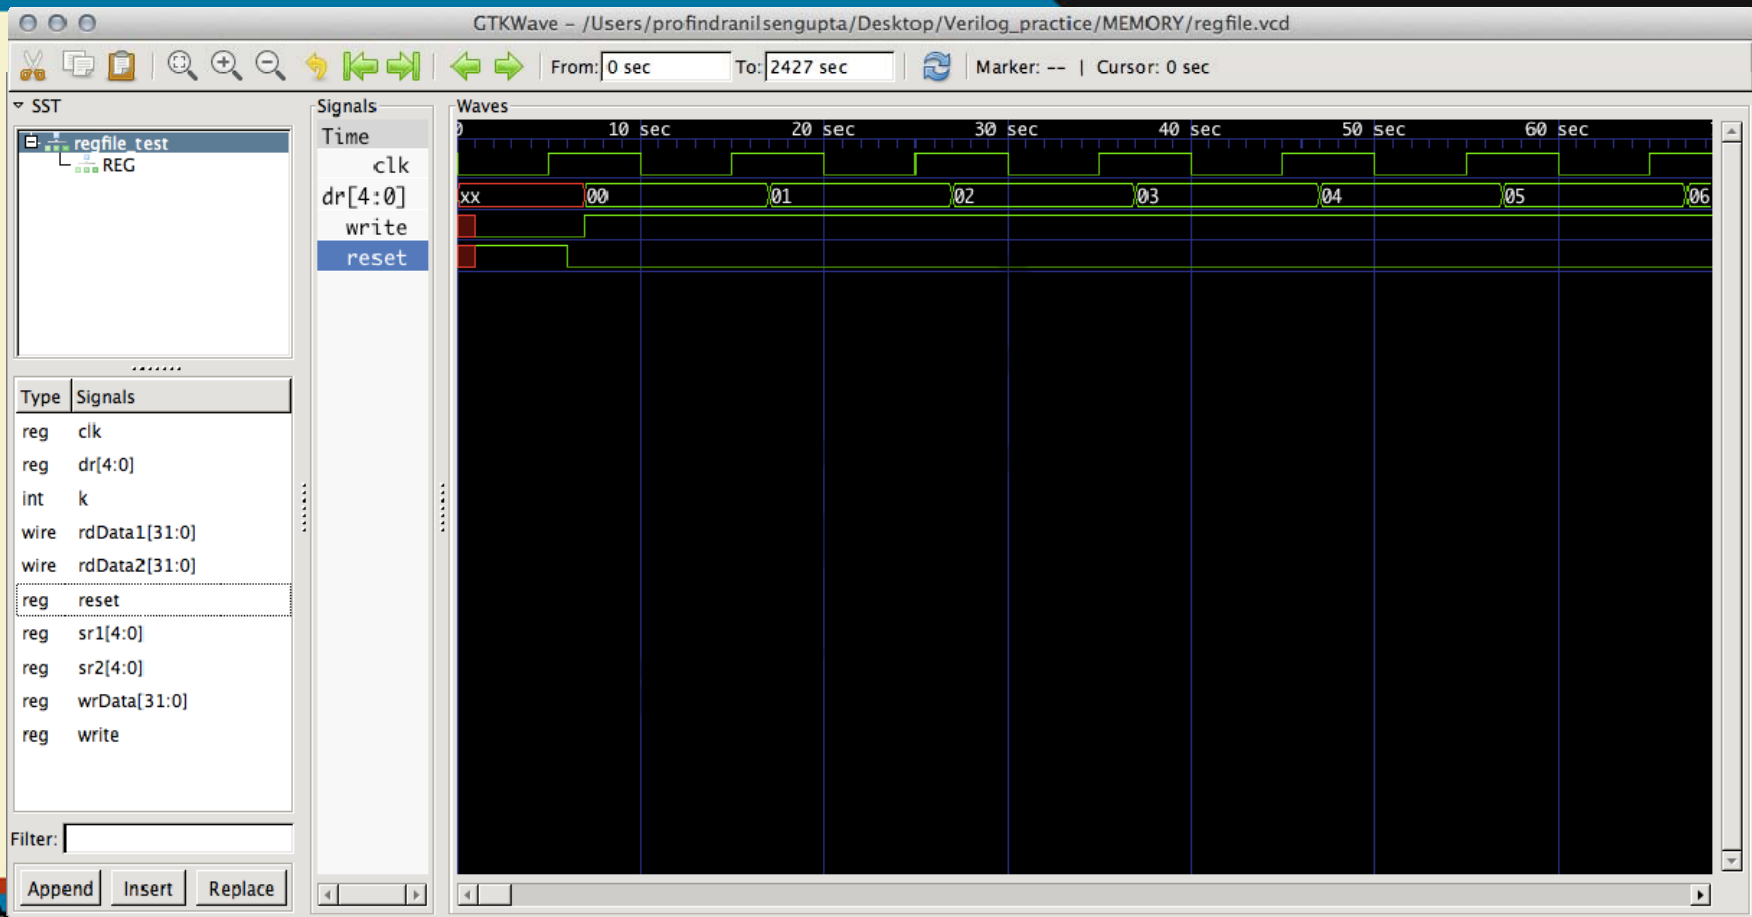 GTKWave - /Users/profindranilsengupta/Desktop/Verilog_practice/MEMORY/regfile.vcd
From: 0 sec To: 2427 sec Marker: -- | Cursor: 0 sec
SST
regfile_test
REG
Type Signals
reg clk
reg dr[4:0]
int k
wire rdData1[31:0]
wire rdData2[31:0]
reg reset
reg sr1[4:0]
reg sr2[4:0]
reg wrData[31:0]
reg write
Filter:
Append Insert Replace
Signals
Time
clk
dr[4:0]
write
reset
Waves
0 10 sec 20 sec 30 sec 40 sec 50 sec 60 sec
xx 00 01 02 03 04 05 06